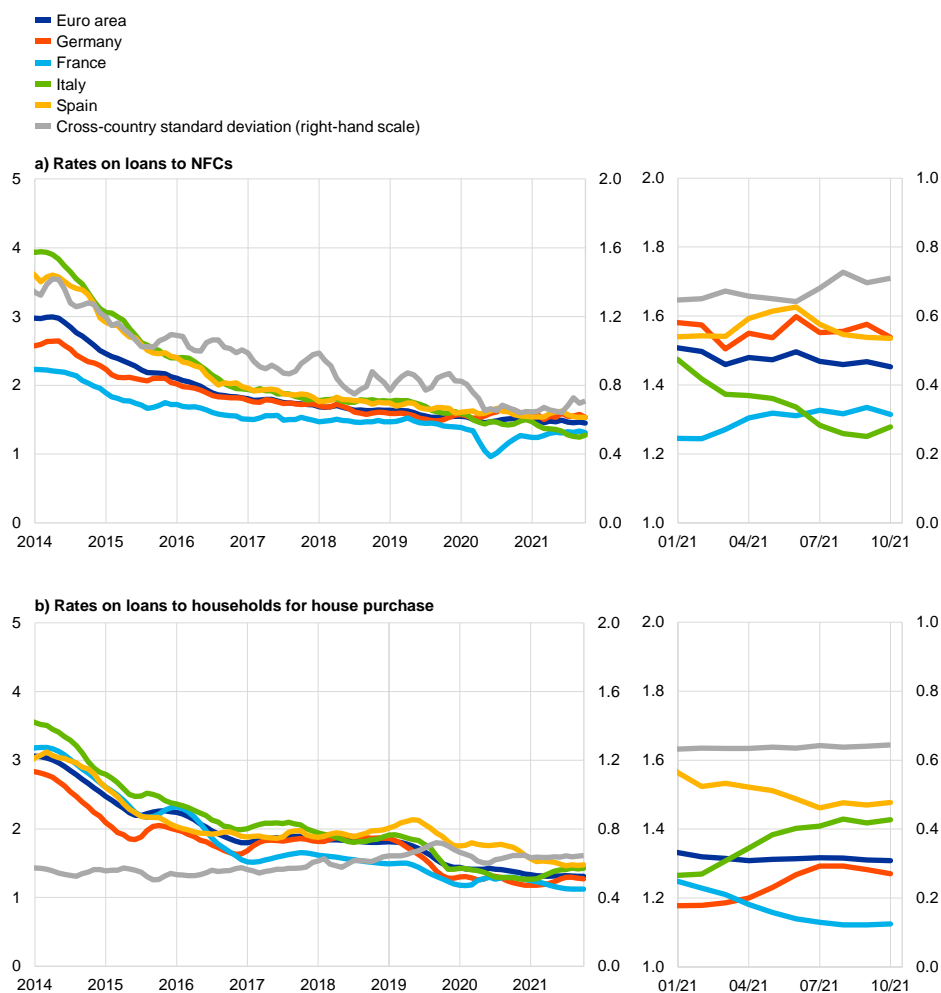 Euro area
Germany
France
Italy
Spain
Cross-country standard deviation (right-hand scale)
a) Rates on loans to NFCs
5 2.0 2.0 1.0
4 1.6 1.8 0.8
3 1.2 1.6 0.6
2 0.8 1.4 0.4
1 0.4 1.2 0.2
0 0.0 1.0 0.0
2014 2015 2016 2017 2018 2019 2020 2021 01/21 04/21 07/21 10/21
b) Rates on loans to households for house purchase
5 2.0 2.0 1.0
4 1.6 1.8 0.8
3 1.2 1.6 0.6
2 0.8 1.4 0.4
1 0.4 1.2 0.2
0 0.0 1.0 0.0
2014 2015 2016 2017 2018 2019 2020 2021 01/21 04/21 07/21 10/21